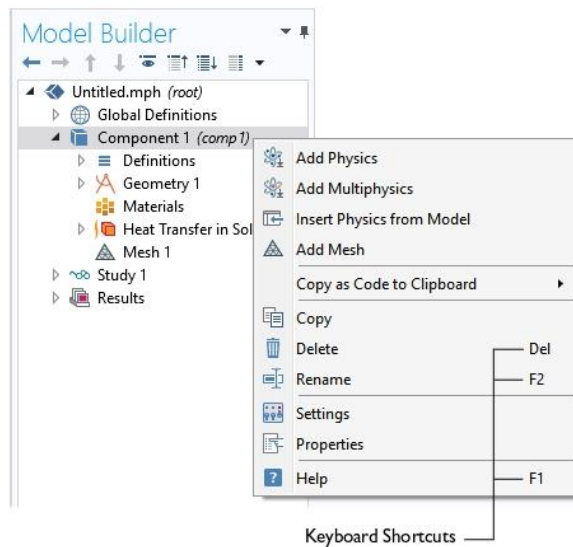 Model Builder
Untitled.mph (root)
Global Definitions
Component 1 (comp1)
Definitions
Geometry 1
Materials
Heat Transfer in Sol
Mesh 1
Study 1
Results
Add Physics
Add Multiphysics
Insert Physics from Model
Add Mesh
Copy as Code to Clipboard
Copy
Delete Del
Rename F2
Settings
Properties
? Help F1
Keyboard Shortcuts